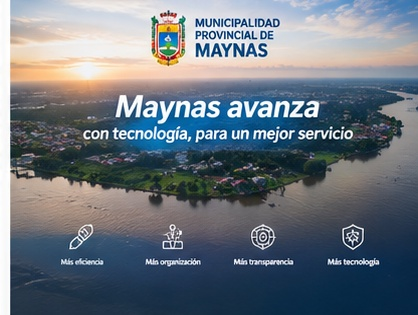 MUNICIPALIDAD
PROVINCIAL DE
MAYNAS
Maynas avanza
con tecnología, para un mejor servicio
Más eficiencia
Más organización
Más transparencia
Más tecnología